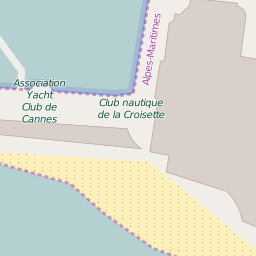 Alpes-Maritimes
Association
Yacht
Club de
Cannes
Club nautique
de la Croisette